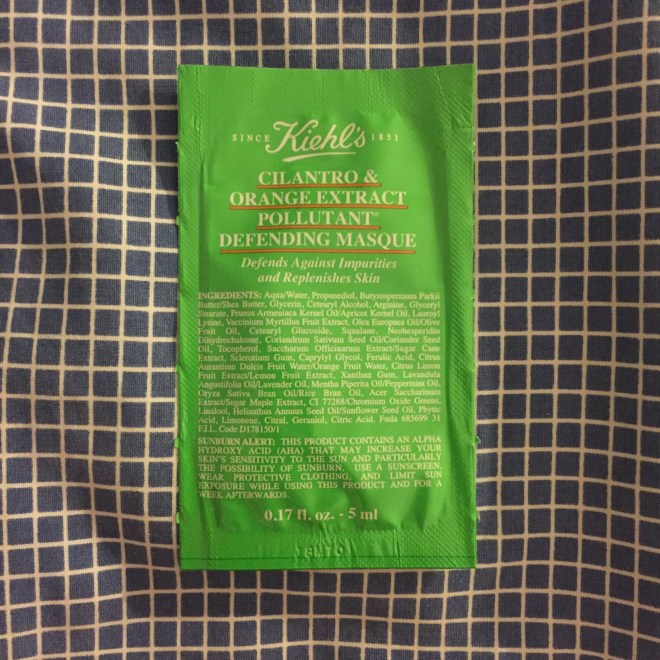 SINCE Kiehl's 1851
CILANTRO &
ORANGE EXTRACT
POLLUTANT*
DEFENDING MASQUE
Defends Against Impurities
and Replenishes Skin
INGREDIENTS: Aqua/Water, Propanediol, Butyrospermum Parkii
Butter/Shea Butter, Glycerin, Cetearyl Alcohol, Arginine, Glyceryl
Stearate, Prunus Armeniaca Kernel Oil/Apricot Kernel Oil, Lauroyl
Lysine, Vaccinium Myrtillus Fruit Extract, Olea Europaea Oil/Olive
Fruit Oil, Cetearyl Glucoside, Squalane, Neohesperidin
Dihydrochalcone, Coriandrum Sativum Seed Oil/Coriander Seed
Oil, Tocopherol, Saccharum Officinarum Extract/Sugar Cane
Extract, Sclerotium Gum, Caprylyl Glycol, Ferulic Acid, Citrus
Aurantium Dulcis Fruit Water/Orange Fruit Water, Citrus Limon
Fruit Extract/Lemon Fruit Extract, Xanthan Gum, Lavandula
Angustifolia Oil/Lavender Oil, Mentha Piperita Oil/Peppermint Oil,
Oryza Sativa Bran Oil/Rice Bran Oil, Acer Saccharinum
Extract/Sugar Maple Extract, CI 77288/Chromium Oxide Greens,
Linalool, Helianthus Annuus Seed Oil/Sunflower Seed Oil, Phytic
Acid, Limonene, Citral, Geraniol, Citric Acid. Fmla 685699 31
F.I.L. Code D178150/1
SUNBURN ALERT: THIS PRODUCT CONTAINS AN ALPHA
HYDROXY ACID (AHA) THAT MAY INCREASE YOUR
SKIN'S SENSITIVITY TO THE SUN AND PARTICULARLY
THE POSSIBILITY OF SUNBURN. USE A SUNSCREEN,
WEAR PROTECTIVE CLOTHING, AND LIMIT SUN
EXPOSURE WHILE USING THIS PRODUCT AND FOR A
WEEK AFTERWARDS.
0.17 fl. oz. - 5 ml